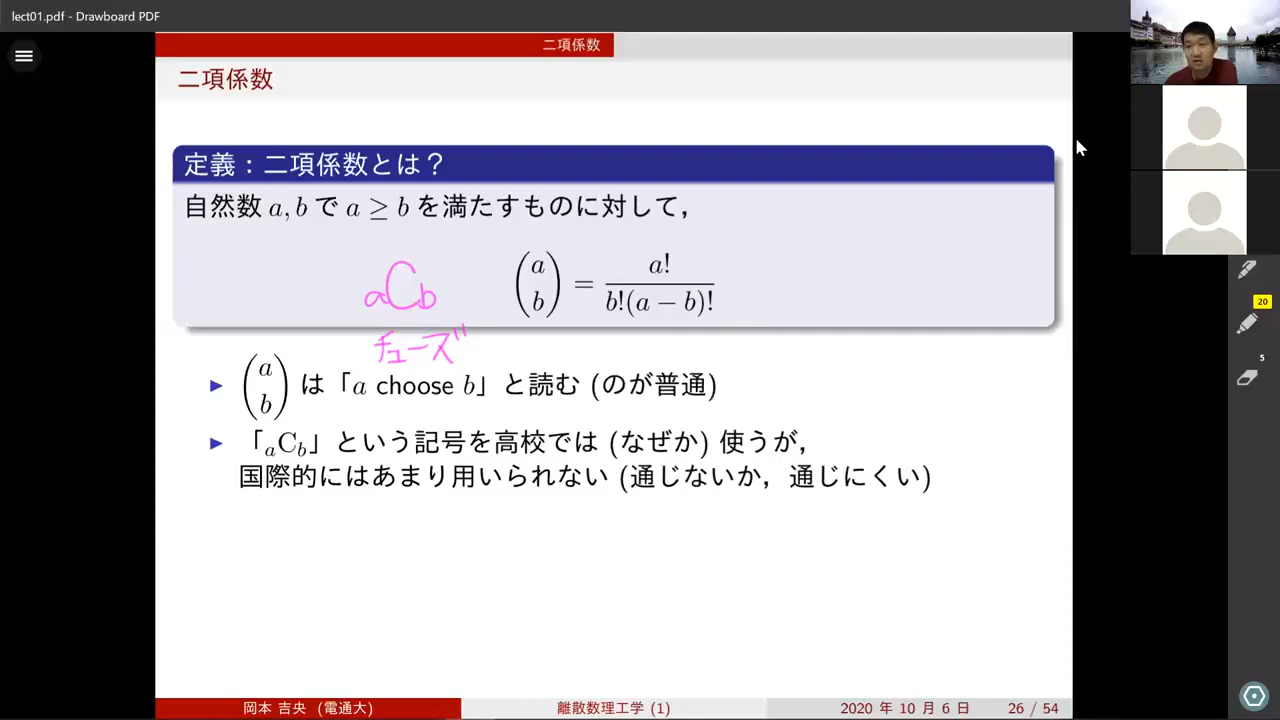 lect01.pdf - Drawboard PDF
二項係数
二項係数
定義：二項係数とは？
自然数 a, b で a ≥ b を満たすものに対して，
aCb
(a b) = a! / b!(a − b)!
チューズ
▶ (a b) は「a choose b」と読む (のが普通)
▶ 「aCb」という記号を高校では (なぜか) 使うが，
国際的にはあまり用いられない (通じないか，通じにくい)
20
5
岡本 吉央 (電通大)
離散数理工学 (1)
2020 年 10 月 6 日
26 / 54